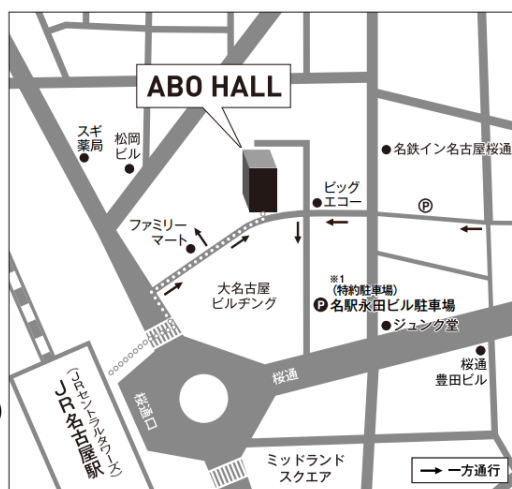 ABO HALL
スギ
薬局
松岡
ビル
名鉄イン名古屋桜通
ビッグ
エコー
P
ファミリー
マート
大名古屋
ビルヂング
※1
(特約駐車場)
P 名駅永田ビル駐車場
ジュンク堂
桜通
豊田ビル
桜通
桜通口
(JRセントラルタワーズ)
JR名古屋駅
ミッドランド
スクエア
一方通行